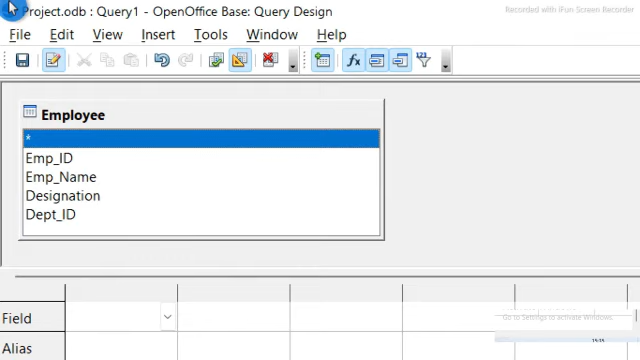 Project.odb : Query1 - OpenOffice Base: Query Design
Recorded with iFun Screen Recorder
File Edit View Insert Tools Window Help
Employee
*
Emp_ID
Emp_Name
Designation
Dept_ID
Field
Go to Settings to activate Windows.
Alias